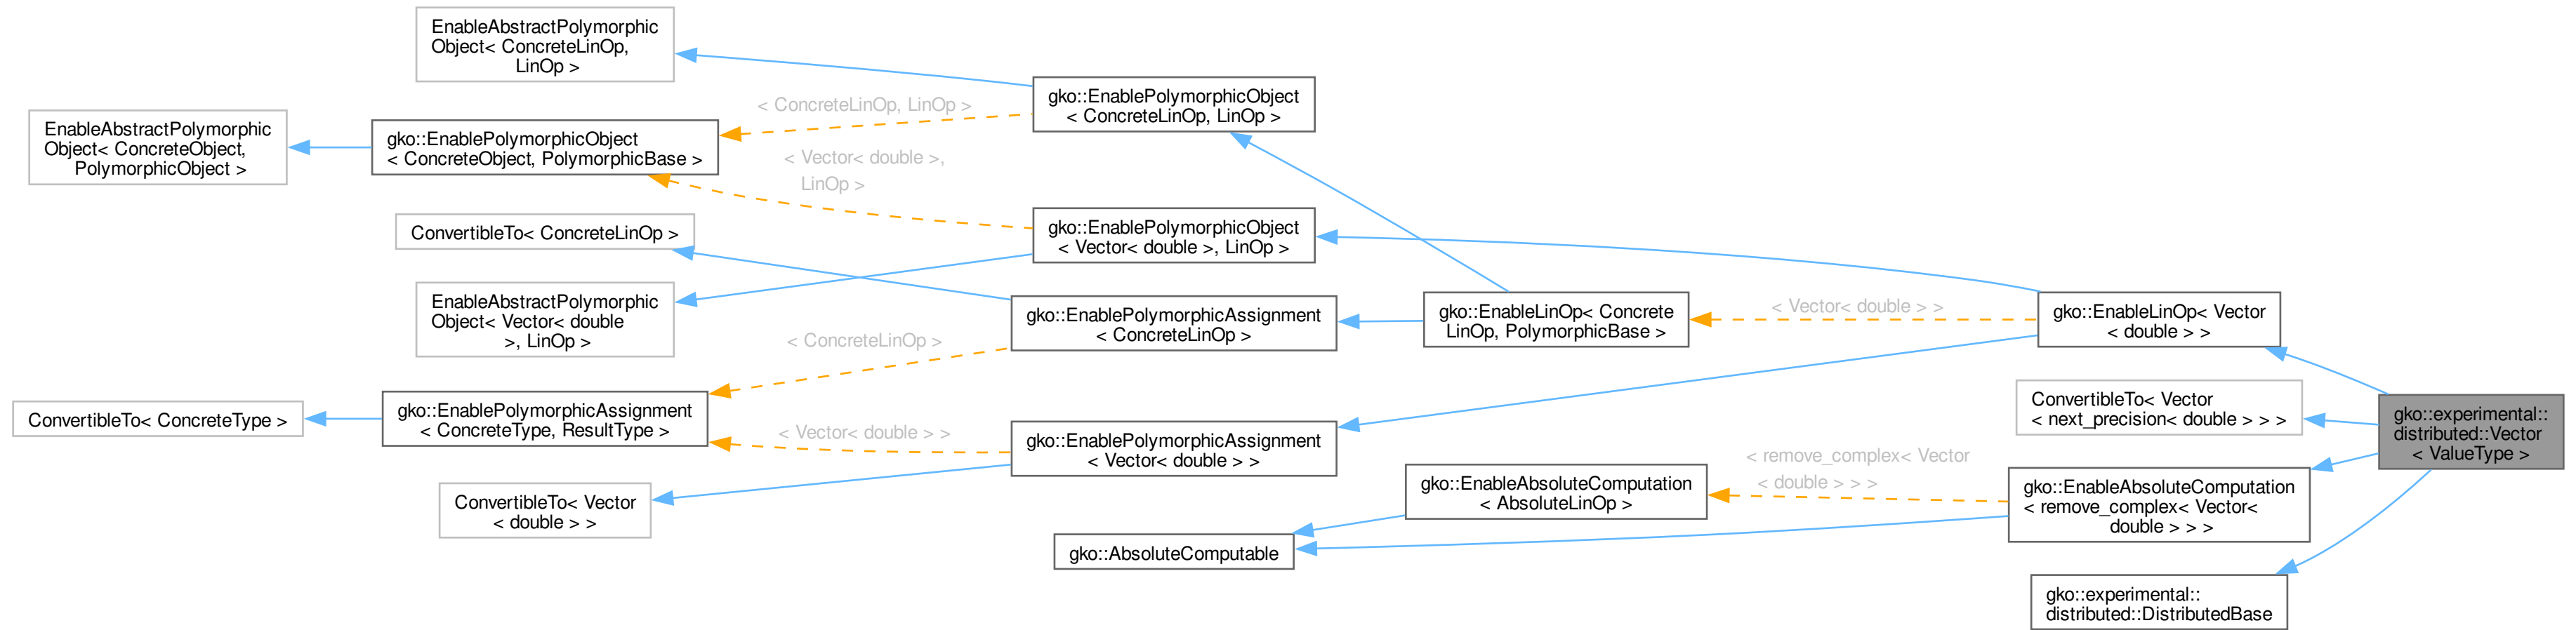 EnableAbstractPolymorphic
Object< ConcreteLinOp,
LinOp >
EnableAbstractPolymorphic
Object< ConcreteObject,
PolymorphicObject >
gko::EnablePolymorphicObject
< ConcreteObject, PolymorphicBase >
< ConcreteLinOp, LinOp >
gko::EnablePolymorphicObject
< ConcreteLinOp, LinOp >
< Vector< double >,
LinOp >
ConvertibleTo< ConcreteLinOp >
gko::EnablePolymorphicObject
< Vector< double >, LinOp >
EnableAbstractPolymorphic
Object< Vector< double
>, LinOp >
gko::EnablePolymorphicAssignment
< ConcreteLinOp >
gko::EnableLinOp< Concrete
LinOp, PolymorphicBase >
< Vector< double > >
gko::EnableLinOp< Vector
< double > >
< ConcreteLinOp >
ConvertibleTo< ConcreteType >
gko::EnablePolymorphicAssignment
< ConcreteType, ResultType >
< Vector< double > >
gko::EnablePolymorphicAssignment
< Vector< double > >
ConvertibleTo< Vector
< next_precision< double > > >
gko::experimental::
distributed::Vector
< ValueType >
ConvertibleTo< Vector
< double > >
gko::EnableAbsoluteComputation
< AbsoluteLinOp >
< remove_complex< Vector
< double > > >
gko::EnableAbsoluteComputation
< remove_complex< Vector<
double > > >
gko::AbsoluteComputable
gko::experimental::
distributed::DistributedBase